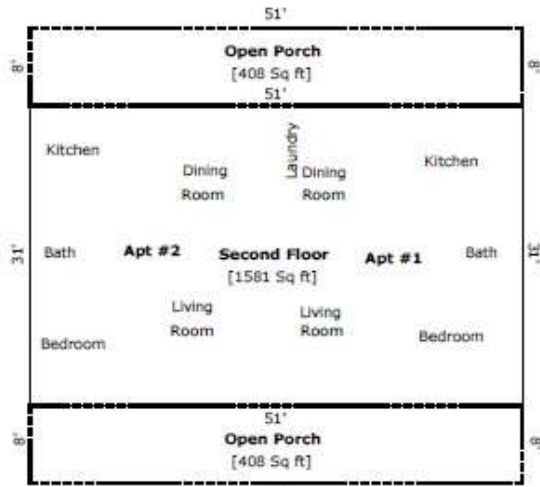 51'
8'
Open Porch
[408 Sq ft]
8'
51'
Kitchen
Dining
Room
Laundry
Dining
Room
Kitchen
31'
Bath
Apt #2
Second Floor
[1581 Sq ft]
Apt #1
Bath
31'
Living
Room
Living
Room
Bedroom
Bedroom
51'
8'
Open Porch
[408 Sq ft]
8'